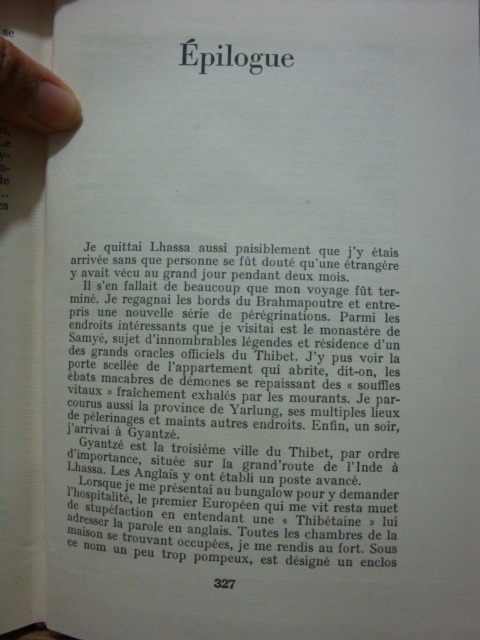 se
Épilogue
Je quittai Lhassa aussi paisiblement que j'y étais
arrivée sans que personne se fût douté qu'une étrangère
y avait vécu au grand jour pendant deux mois.
Il s'en fallait de beaucoup que mon voyage fût ter-
miné. Je regagnai les bords du Brahmapoutre et entre-
pris une nouvelle série de pérégrinations. Parmi les
endroits intéressants que je visitai est le monastère de
Samyé, sujet d'innombrables légendes et résidence d'un
des grands oracles officiels du Thibet. J'y pus voir la
porte scellée de l'appartement qui abrite, dit-on, les
ébats macabres de démones se repaissant des « souffles
vitaux » fraîchement exhalés par les mourants. Je par-
courus aussi la province de Yarlung, ses multiples lieux
de pèlerinages et maints autres endroits. Enfin, un soir,
j'arrivai à Gyantzé.
Gyantzé est la troisième ville du Thibet, par ordre
d'importance, située sur la grand'route de l'Inde à
Lhassa. Les Anglais y ont établi un poste avancé.
Lorsque je me présentai au bungalow pour y demander
l'hospitalité, le premier Européen qui me vit resta muet
de stupéfaction en entendant une « Thibétaine » lui
adresser la parole en anglais. Toutes les chambres de la
maison se trouvant occupées, je me rendis au fort. Sous
ce nom un peu trop pompeux, est désigné un enclos
327